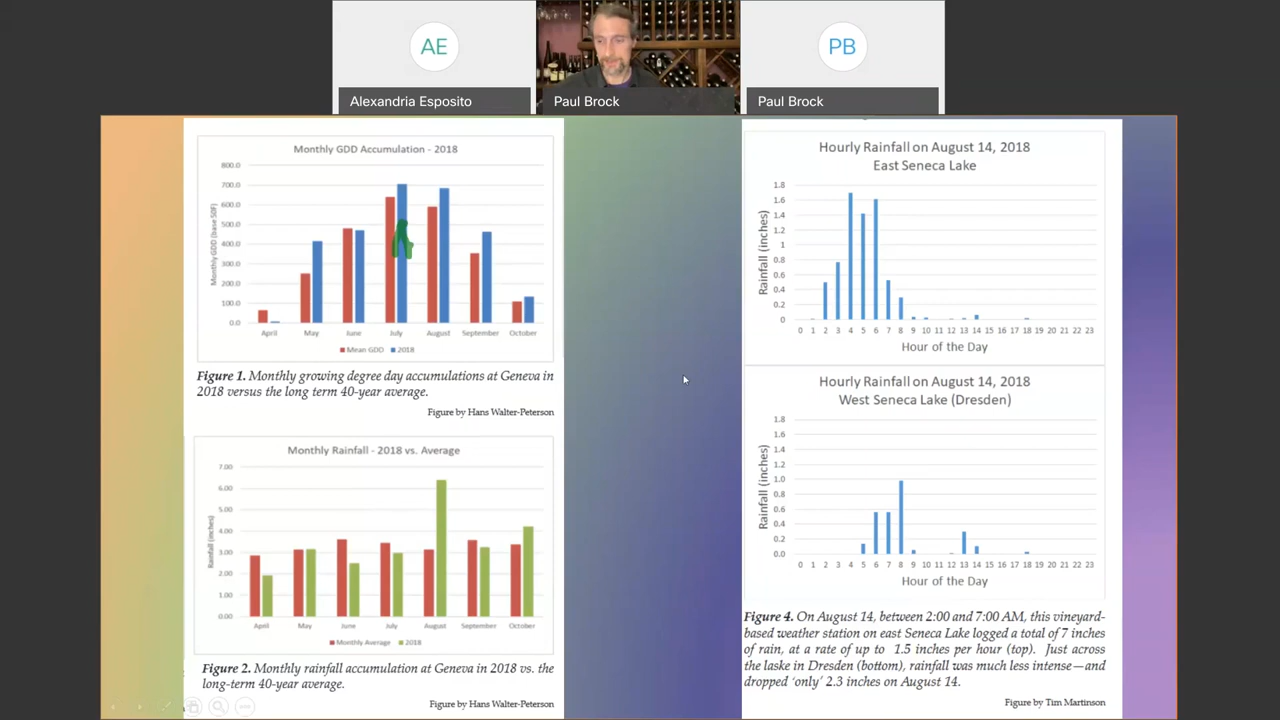 AE
PB
Alexandria Esposito
Paul Brock
Paul Brock
Monthly GDD Accumulation - 2018
Monthly GDD (base 50F)
800.0
700.0
600.0
500.0
400.0
300.0
200.0
100.0
0.0
April May June July August September October
Mean GDD 2018
Figure 1. Monthly growing degree day accumulations at Geneva in
2018 versus the long term 40-year average.
Figure by Hans Walter-Peterson
Monthly Rainfall - 2018 vs. Average
Rainfall (inches)
7.00
6.00
5.00
4.00
3.00
2.00
1.00
0.00
April May June July August September October
Monthly Average 2018
Figure 2. Monthly rainfall accumulation at Geneva in 2018 vs. the
long-term 40-year average.
Figure by Hans Walter-Peterson
Hourly Rainfall on August 14, 2018
East Seneca Lake
Rainfall (inches)
1.8
1.6
1.4
1.2
1
0.8
0.6
0.4
0.2
0
0 1 2 3 4 5 6 7 8 9 10 11 12 13 14 15 16 17 18 19 20 21 22 23
Hour of the Day
Hourly Rainfall on August 14, 2018
West Seneca Lake (Dresden)
Rainfall (inches)
1.8
1.6
1.4
1.2
1.0
0.8
0.6
0.4
0.2
0.0
0 1 2 3 4 5 6 7 8 9 10 11 12 13 14 15 16 17 18 19 20 21 22 23
Hour of the Day
Figure 4. On August 14, between 2:00 and 7:00 AM, this vineyard-
based weather station on east Seneca Lake logged a total of 7 inches
of rain, at a rate of up to 1.5 inches per hour (top). Just across
the laske in Dresden (bottom), rainfall was much less intense—and
dropped 'only' 2.3 inches on August 14.
Figure by Tim Martinson